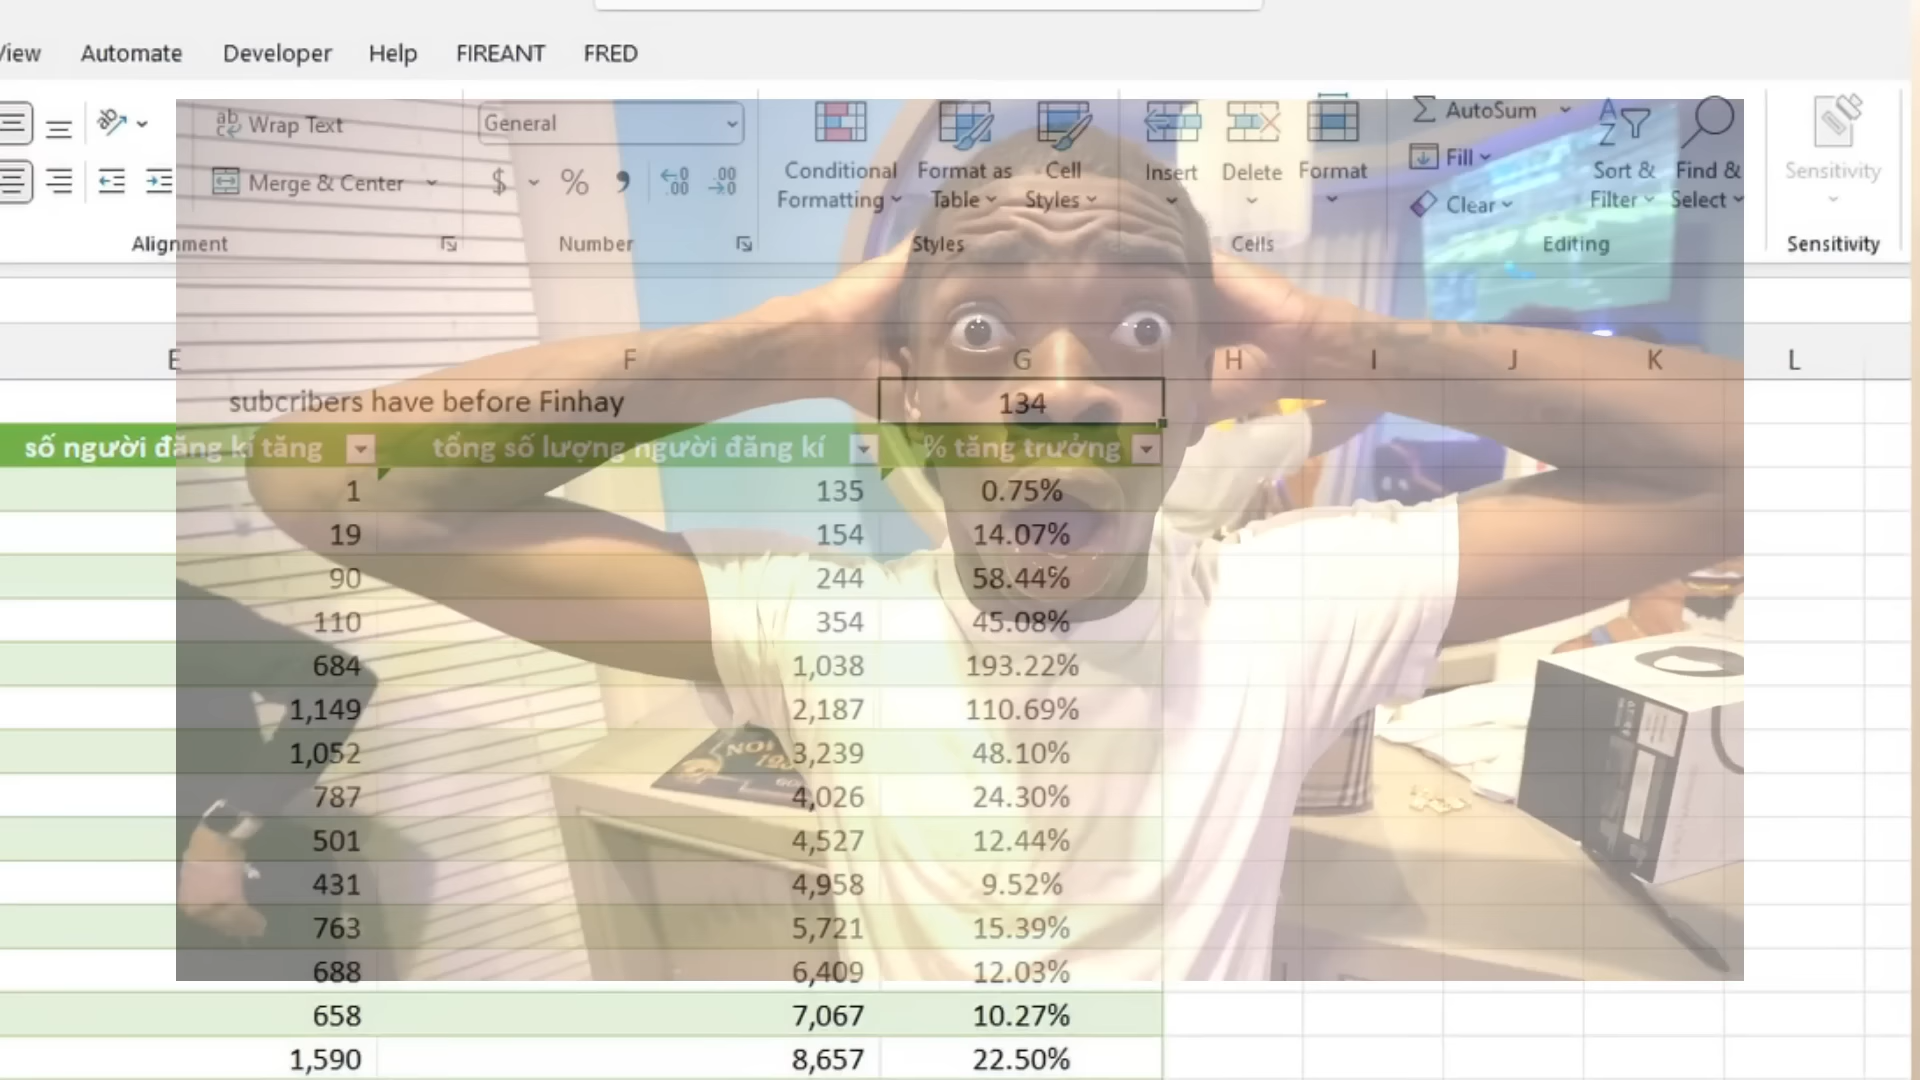 View Automate Developer Help FIREANT FRED
Wrap Text
General
Merge & Center
$ % , .00 .00
Conditional Formatting
Format as Table
Cell Styles
Insert
Delete
Format
AutoSum
Fill
Clear
Sort & Filter
Find & Select
Sensitivity
Alignment Number Styles Cells Editing Sensitivity
E F G H I J K L
subcribers have before Finhay 134
số người đăng kí tăng tổng số lượng người đăng kí % tăng trưởng
1 135 0.75%
19 154 14.07%
90 244 58.44%
110 354 45.08%
684 1,038 193.22%
1,149 2,187 110.69%
1,052 3,239 48.10%
787 4,026 24.30%
501 4,527 12.44%
431 4,958 9.52%
763 5,721 15.39%
688 6,409 12.03%
658 7,067 10.27%
1,590 8,657 22.50%